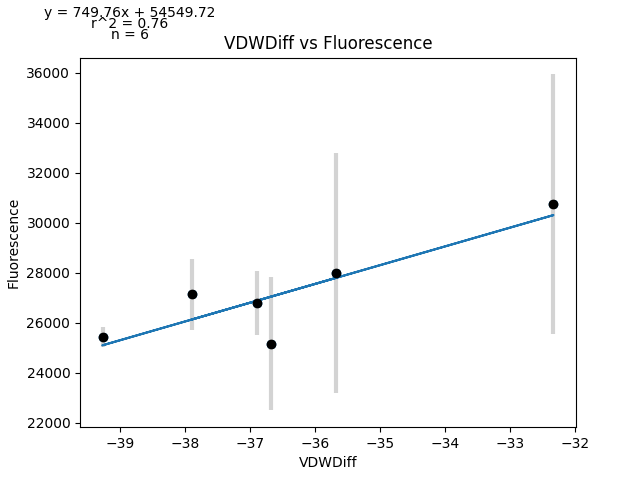 y = 749.76x + 54549.72
r^2 = 0.76
n = 6
VDWDiff vs Fluorescence
36000
34000
32000
30000
28000
26000
24000
22000
Fluorescence
−39 −38 −37 −36 −35 −34 −33 −32
VDWDiff